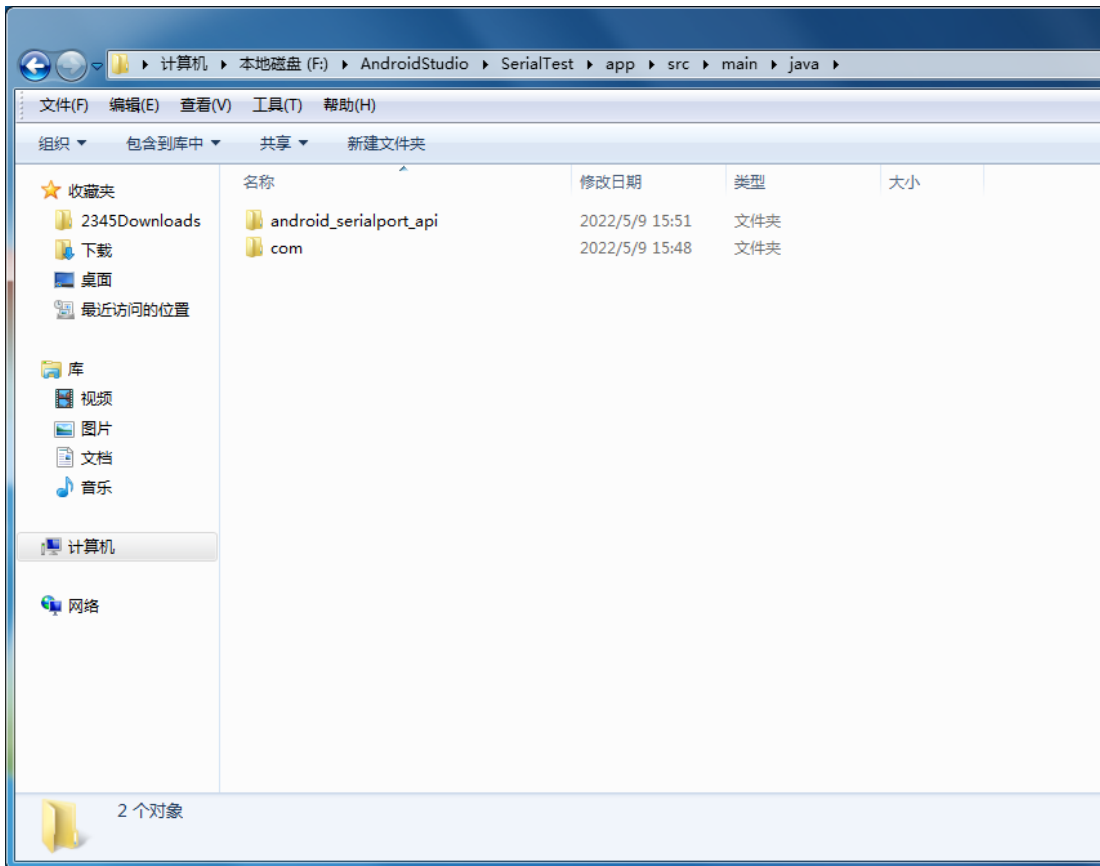 计算机 本地磁盘 (F:) AndroidStudio SerialTest app src main java
文件(F) 编辑(E) 查看(V) 工具(T) 帮助(H)
组织 包含到库中 共享 新建文件夹
收藏夹
2345Downloads
下载
桌面
最近访问的位置
库
视频
图片
文档
音乐
计算机
网络
名称 修改日期 类型 大小
android_serialport_api 2022/5/9 15:51 文件夹
com 2022/5/9 15:48 文件夹
2 个对象